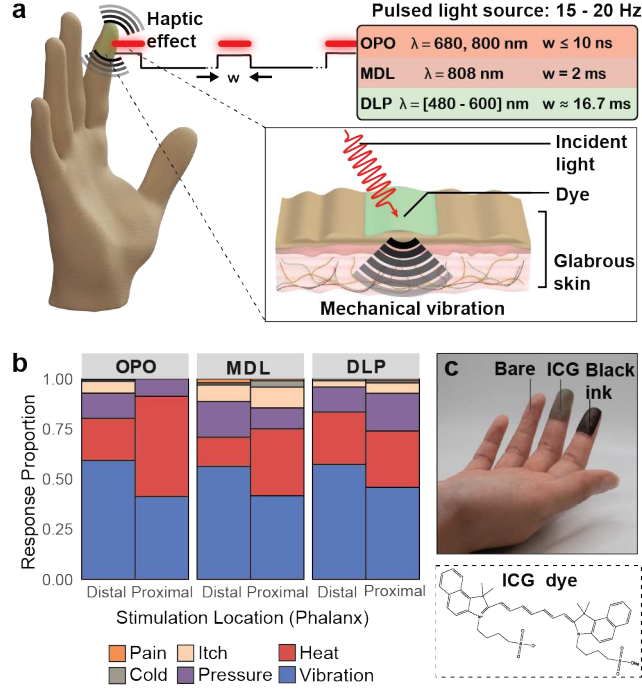 a
Haptic
effect
w
Pulsed light source: 15 - 20 Hz
OPO λ = 680, 800 nm w ≤ 10 ns
MDL λ = 808 nm w = 2 ms
DLP λ = [480 - 600] nm w ≈ 16.7 ms
Incident
light
Dye
Glabrous
skin
Mechanical vibration
b
OPO MDL DLP
Response Proportion
1.00
0.75
0.50
0.25
0.00
Distal Proximal Distal Proximal Distal Proximal
Stimulation Location (Phalanx)
Pain Itch Heat
Cold Pressure Vibration
c
Bare ICG Black
ink
ICG dye